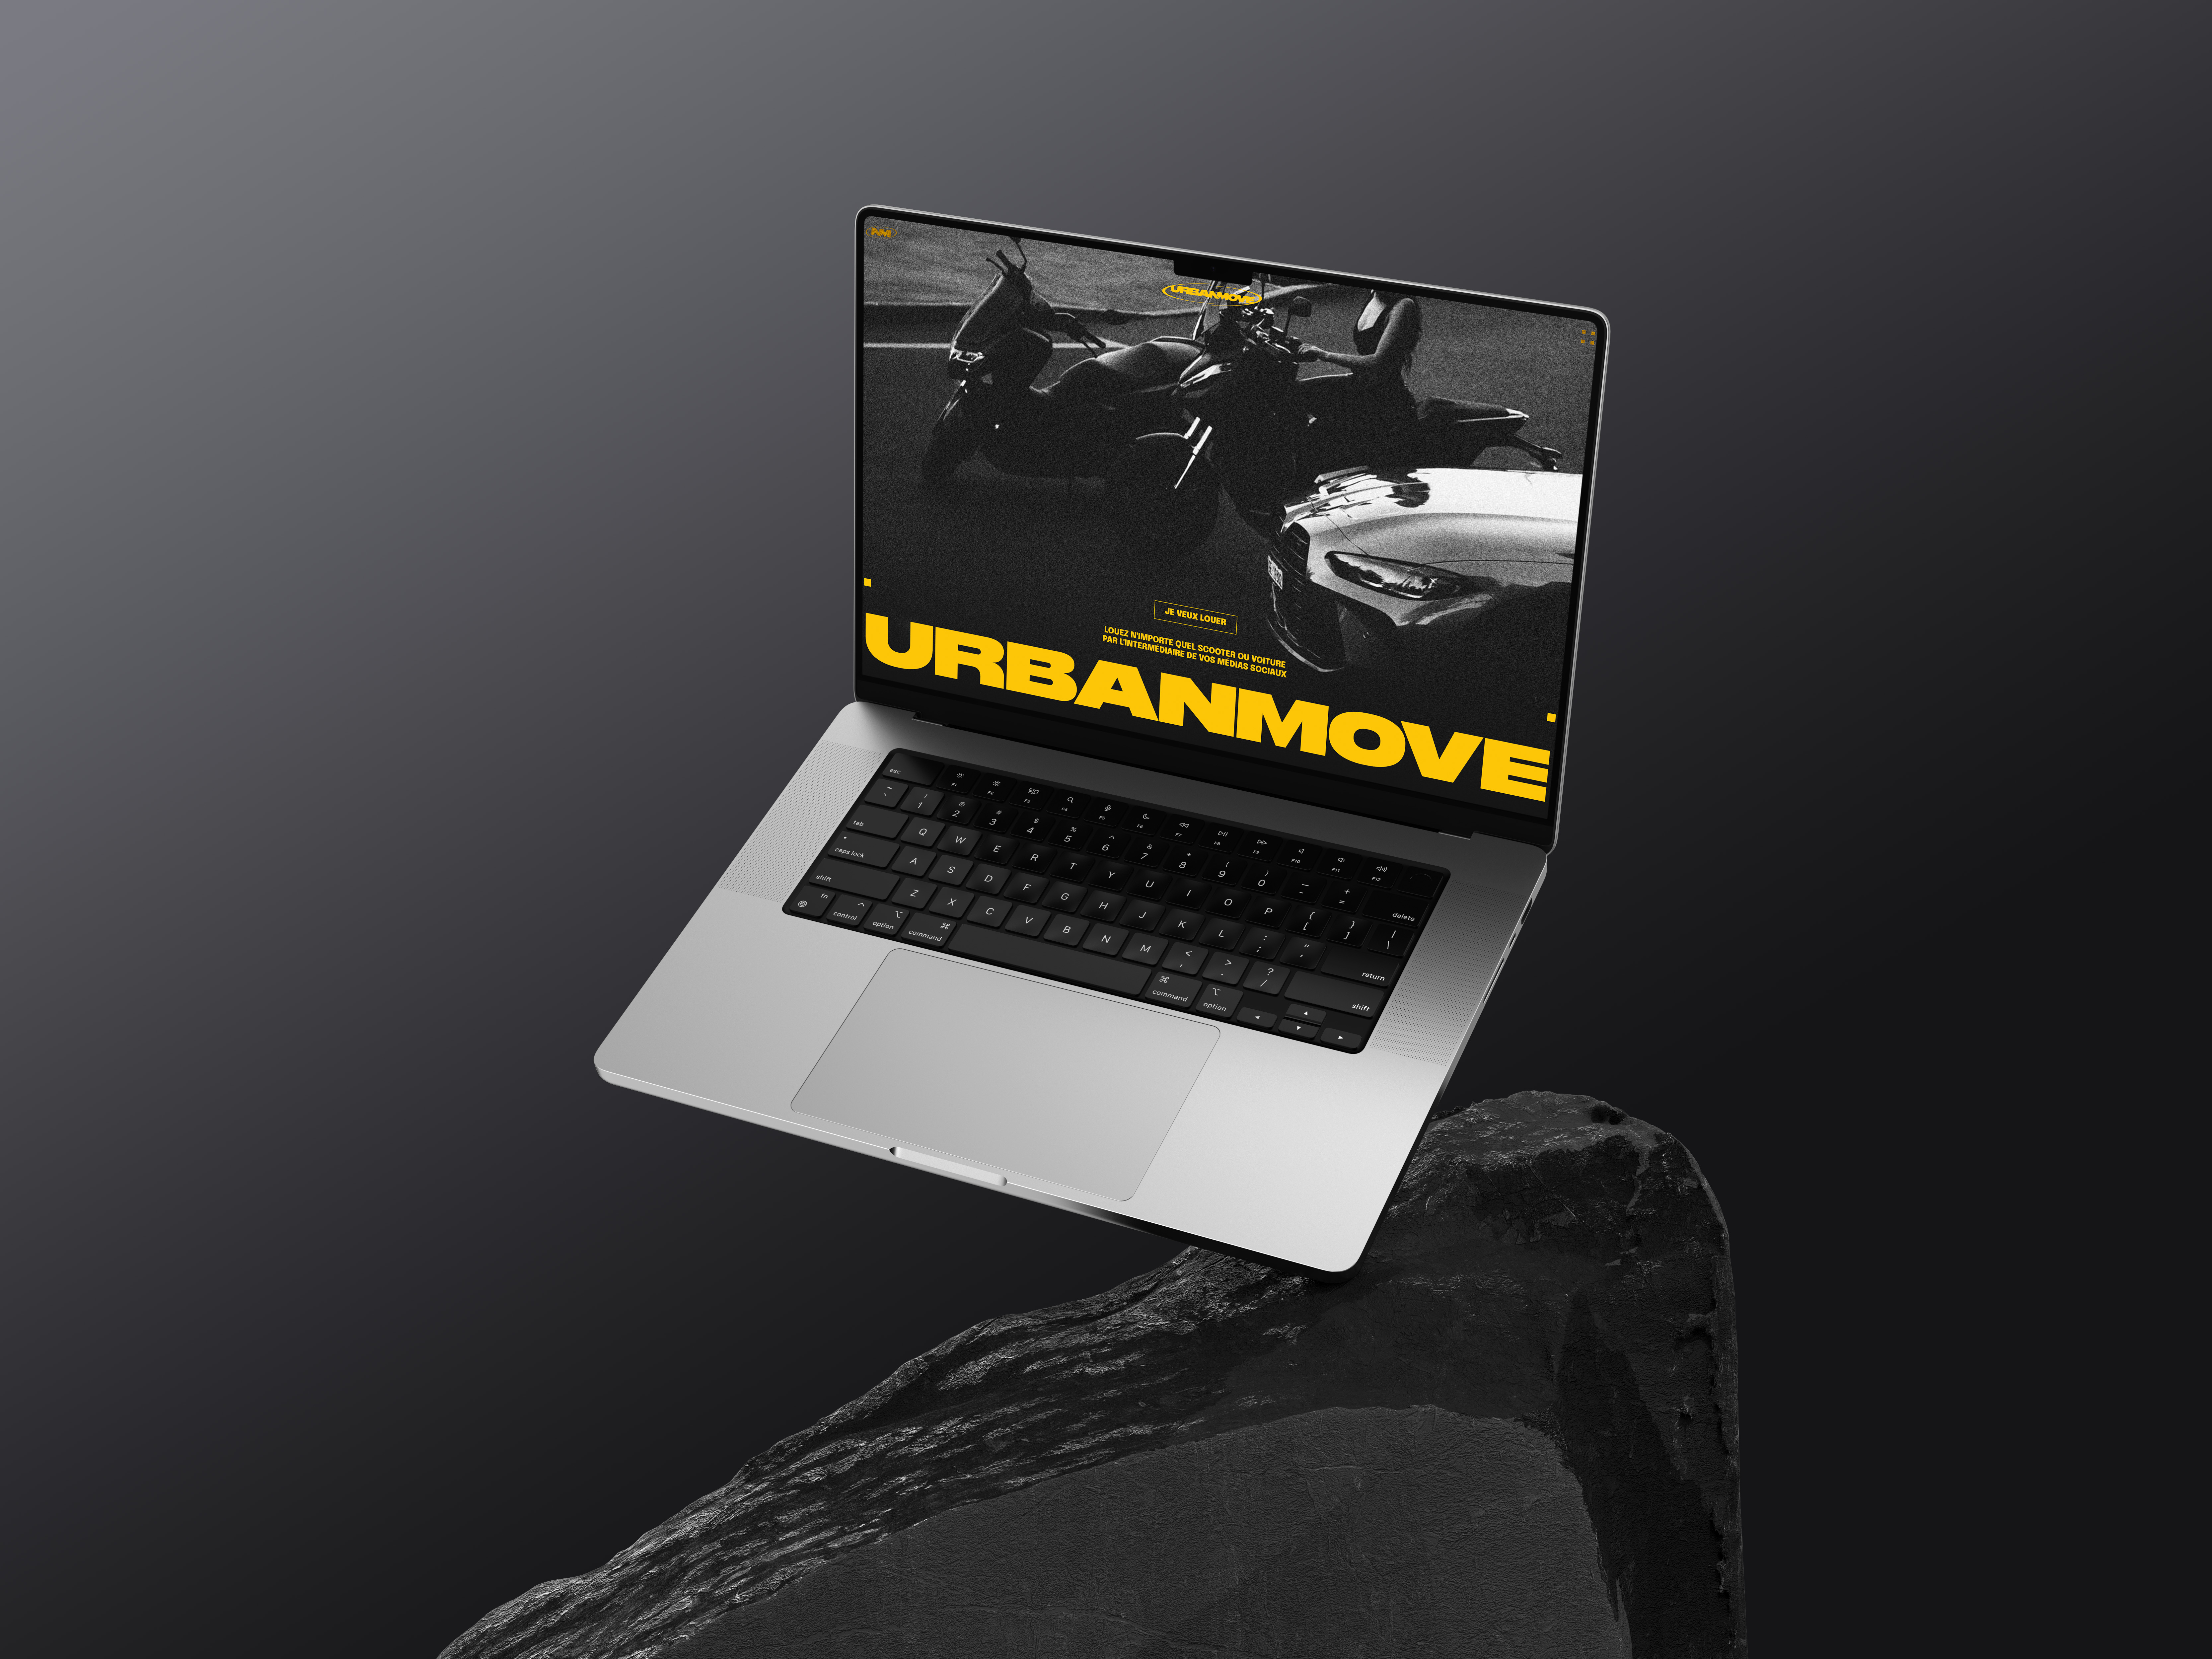 URBANMOVE
JE VEUX LOUER
LOUEZ N'IMPORTE QUEL SCOOTER OU VOITURE
PAR L'INTERMÉDIAIRE DE VOS MÉDIAS SOCIAUX
URBANMOVE
esc F1 F2 F3 F4 F5 F6 F7 F8 F9 F10 F11 F12
~ ` ! 1 @ 2 # 3 $ 4 % 5 ^ 6 & 7 * 8 ( 9 ) 0 — - + = delete
tab Q W E R T Y U I O P { [ } ] | \
caps lock A S D F G H J K L : ; " ' return
shift Z X C V B N M < , > . ? / shift
fn control option command command option